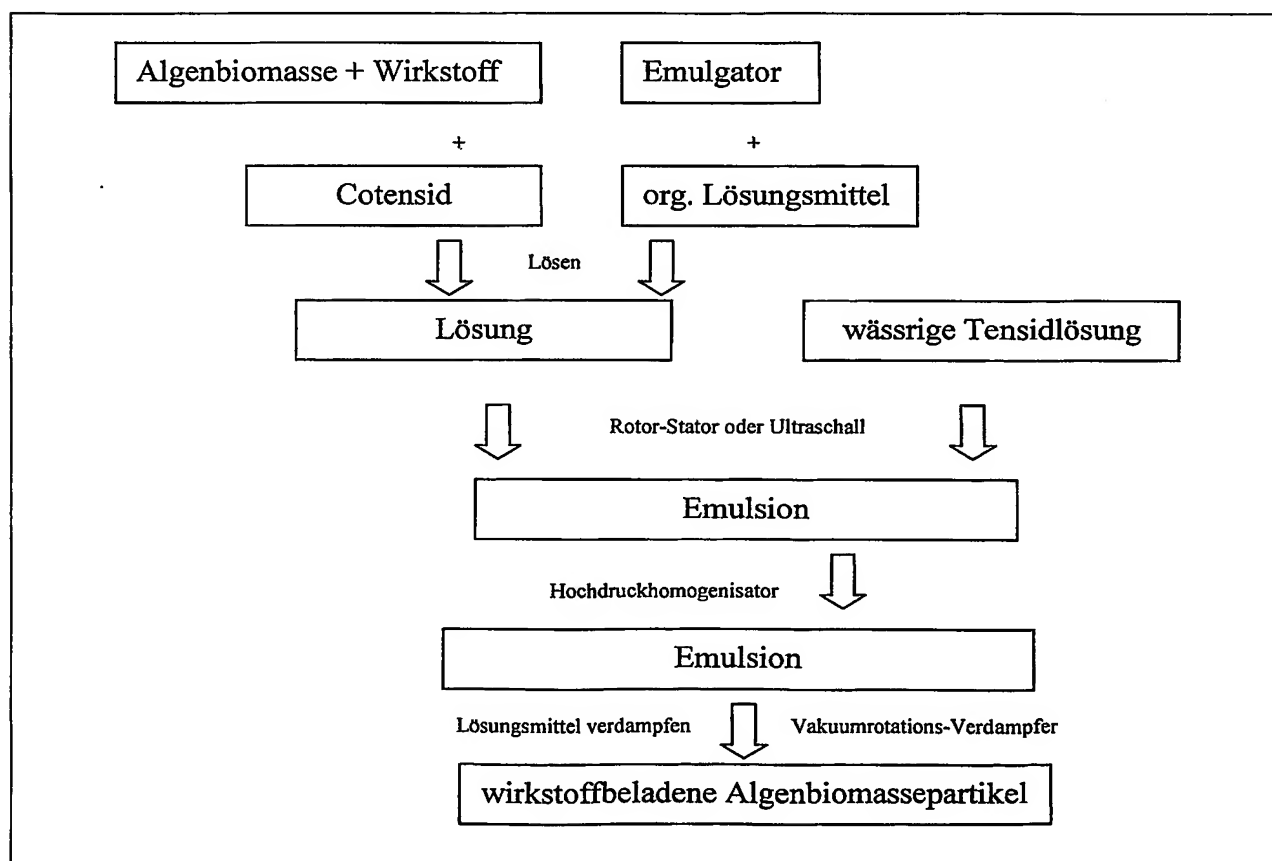 Algenbiomasse + Wirkstoff
Emulgator
+
+
Cotensid
org. Lösungsmittel
Lösen
Lösung
wässrige Tensidlösung
Rotor-Stator oder Ultraschall
Emulsion
Hochdruckhomogenisator
Emulsion
Lösungsmittel verdampfen
Vakuumrotations-Verdampfer
wirkstoffbeladene Algenbiomassepartikel